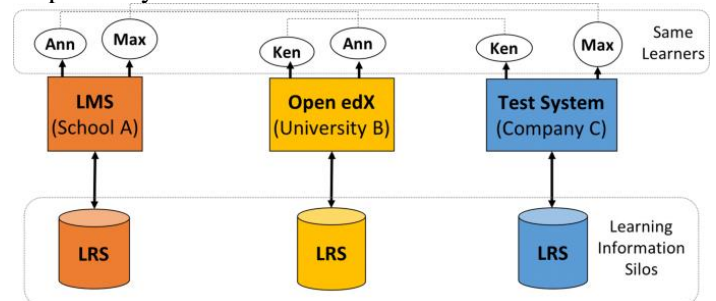 Ann
Max
Ken
Ann
Ken
Max
Same
Learners
LMS
(School A)
Open edX
(University B)
Test System
(Company C)
LRS
LRS
LRS
Learning
Information
Silos